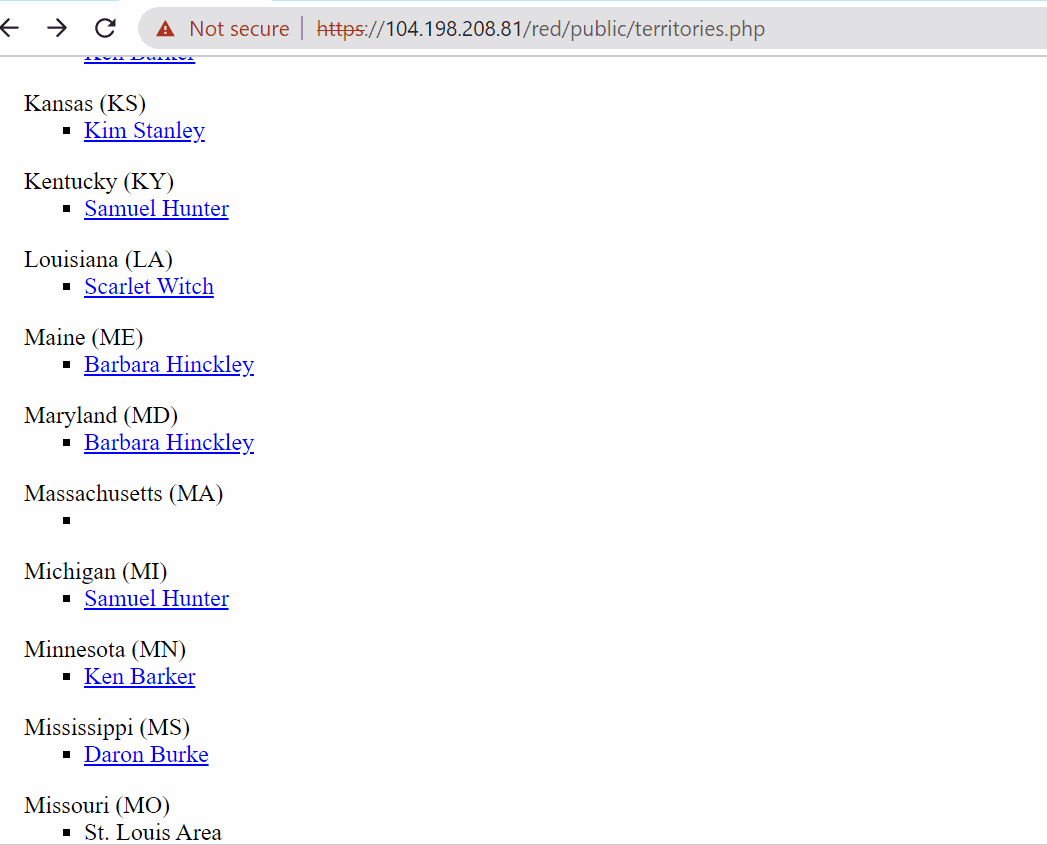 Not secure | https://104.198.208.81/red/public/territories.php
Ken Barker
Kansas (KS)
Kim Stanley
Kentucky (KY)
Samuel Hunter
Louisiana (LA)
Scarlet Witch
Maine (ME)
Barbara Hinckley
Maryland (MD)
Barbara Hinckley
Massachusetts (MA)
Michigan (MI)
Samuel Hunter
Minnesota (MN)
Ken Barker
Mississippi (MS)
Daron Burke
Missouri (MO)
St. Louis Area